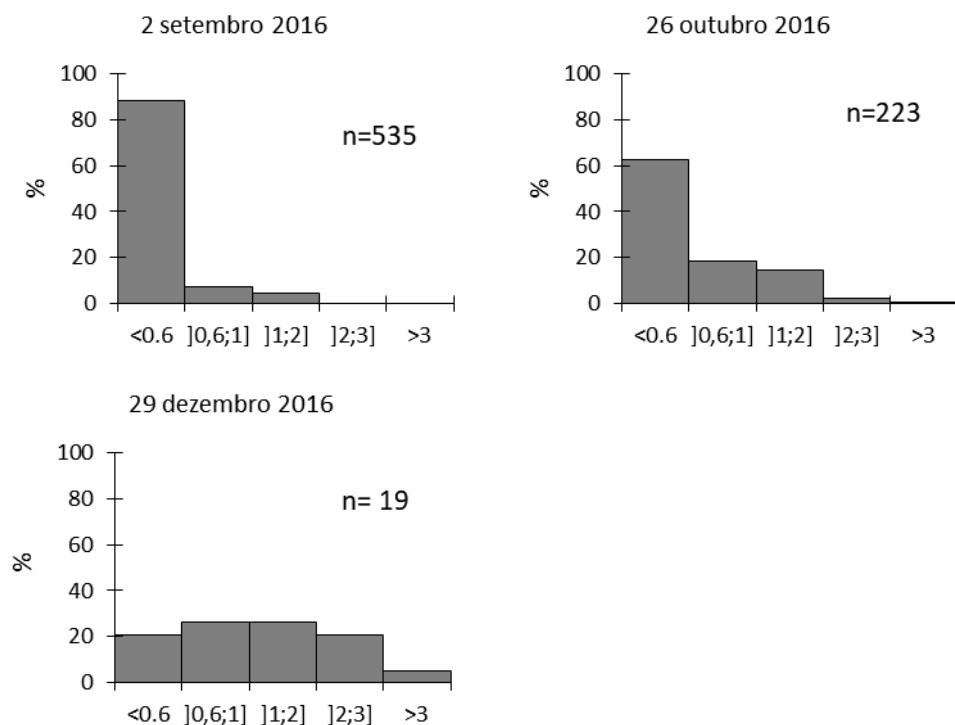 2 setembro 2016
100
80
60
40
20
0
%
n=535
<0.6 ]0,6;1] ]1;2] ]2;3] >3
26 outubro 2016
100
80
60
40
20
0
%
n=223
<0.6 ]0,6;1] ]1;2] ]2;3] >3
29 dezembro 2016
100
80
60
40
20
0
%
n= 19
<0.6 ]0,6;1] ]1;2] ]2;3] >3